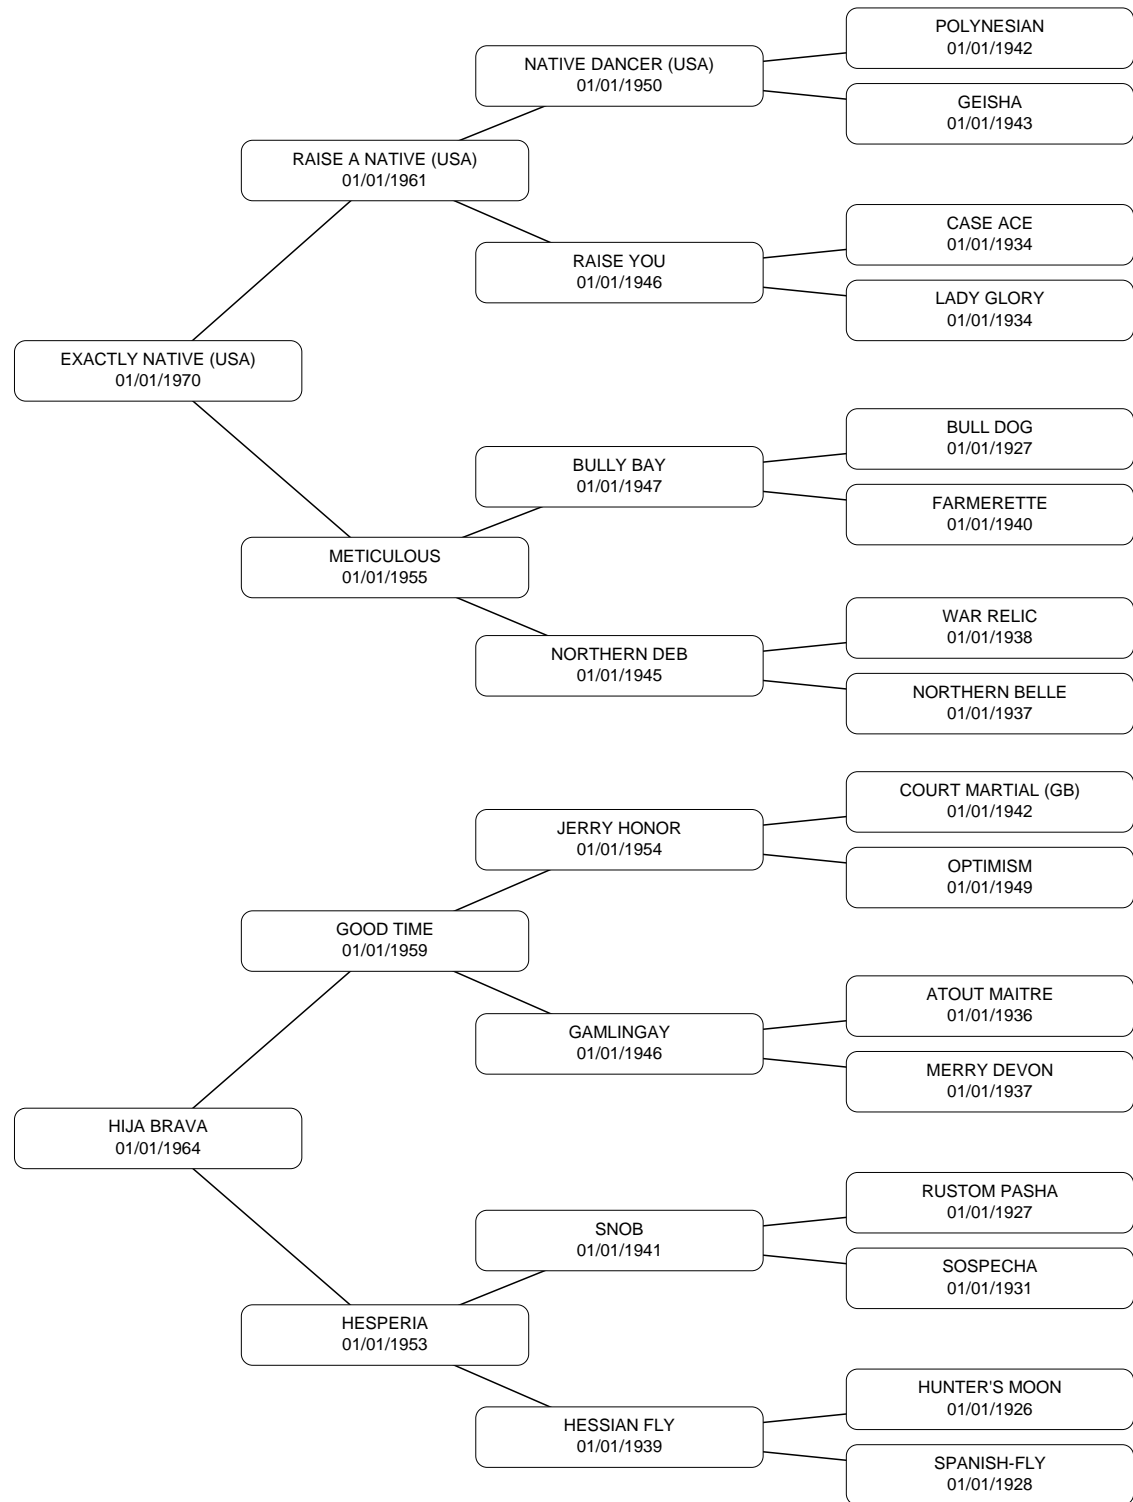 POLYNESIAN
01/01/1942
NATIVE DANCER (USA)
01/01/1950
GEISHA
01/01/1943
RAISE A NATIVE (USA)
01/01/1961
CASE ACE
01/01/1934
RAISE YOU
01/01/1946
LADY GLORY
01/01/1934
EXACTLY NATIVE (USA)
01/01/1970
BULL DOG
01/01/1927
BULLY BAY
01/01/1947
FARMERETTE
01/01/1940
METICULOUS
01/01/1955
WAR RELIC
01/01/1938
NORTHERN DEB
01/01/1945
NORTHERN BELLE
01/01/1937
COURT MARTIAL (GB)
01/01/1942
JERRY HONOR
01/01/1954
OPTIMISM
01/01/1949
GOOD TIME
01/01/1959
ATOUT MAITRE
01/01/1936
GAMLINGAY
01/01/1946
MERRY DEVON
01/01/1937
HIJA BRAVA
01/01/1964
RUSTOM PASHA
01/01/1927
SNOB
01/01/1941
SOSPECHA
01/01/1931
HESPERIA
01/01/1953
HUNTER'S MOON
01/01/1926
HESSIAN FLY
01/01/1939
SPANISH-FLY
01/01/1928